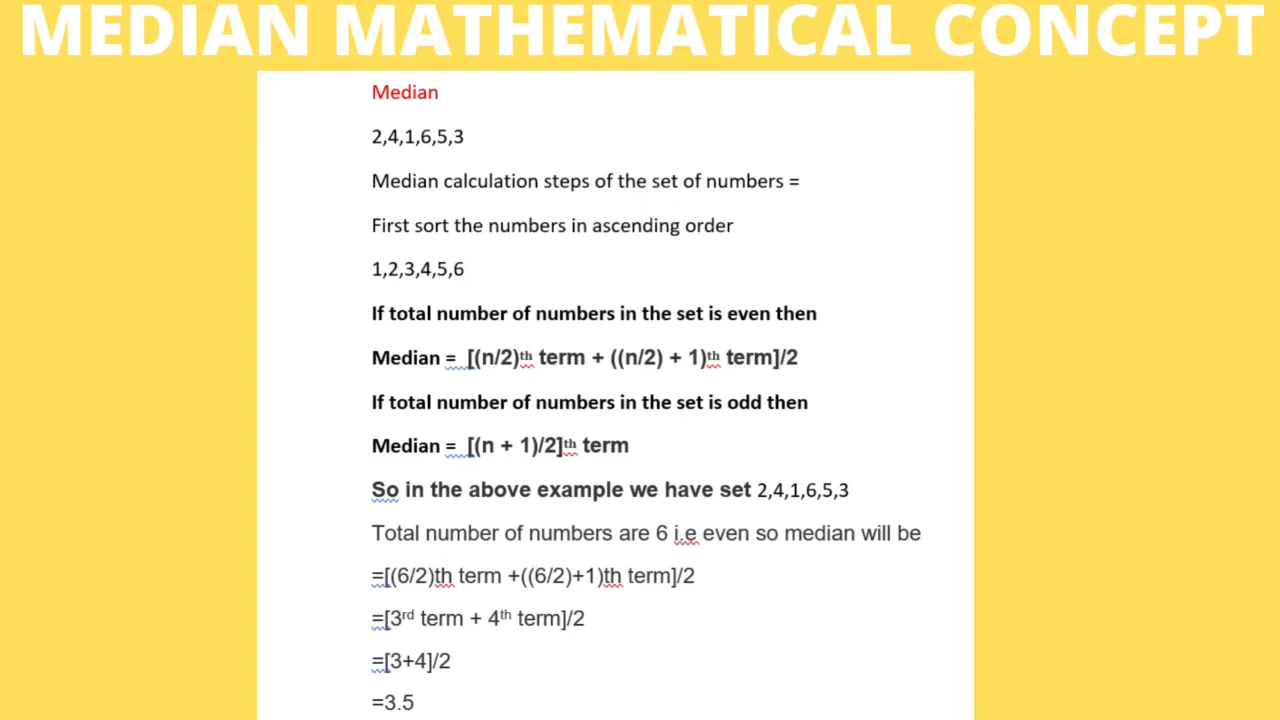 MEDIAN MATHEMATICAL CONCEPT
Median
2,4,1,6,5,3
Median calculation steps of the set of numbers =
First sort the numbers in ascending order
1,2,3,4,5,6
If total number of numbers in the set is even then
Median = [(n/2)th term + ((n/2) + 1)th term]/2
If total number of numbers in the set is odd then
Median = [(n + 1)/2]th term
So in the above example we have set 2,4,1,6,5,3
Total number of numbers are 6 i.e even so median will be
=[(6/2)th term +((6/2)+1)th term]/2
=[3rd term + 4th term]/2
=[3+4]/2
=3.5